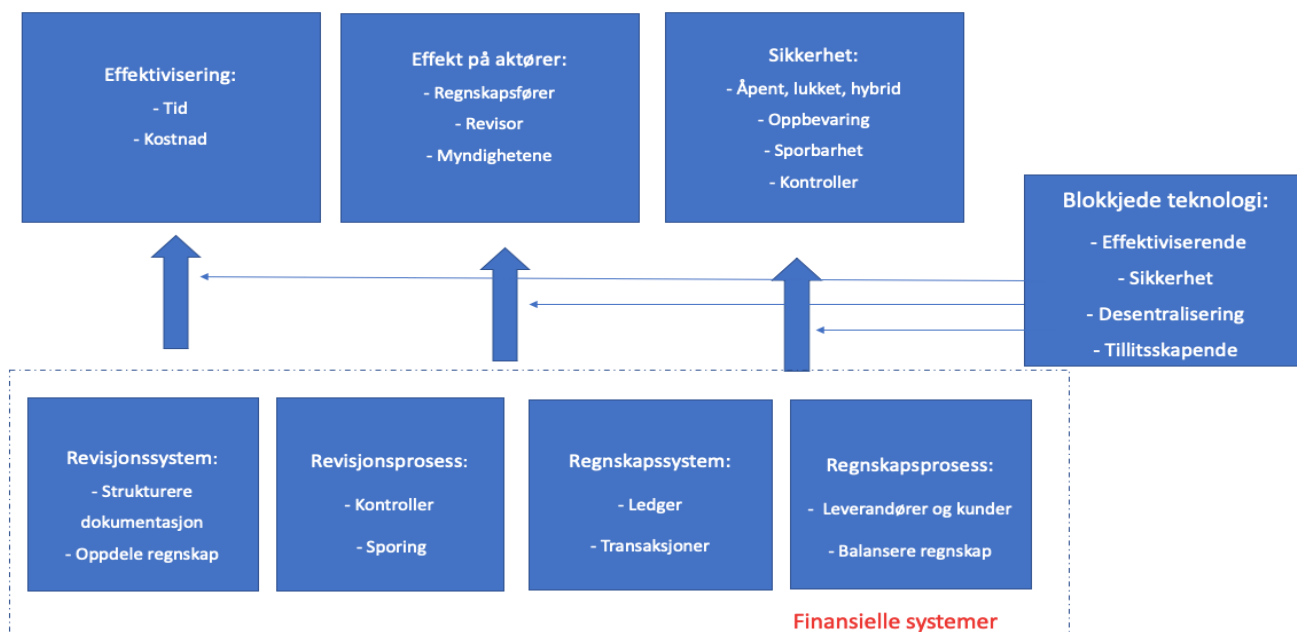 Effektivisering:
- Tid
- Kostnad
Effekt på aktører:
- Regnskapsfører
- Revisor
- Myndighetene
Sikkerhet:
- Åpent, lukket, hybrid
- Oppbevaring
- Sporbarhet
- Kontroller
Blokkjede teknologi:
- Effektiviserende
- Sikkerhet
- Desentralisering
- Tillitsskapende
Revisjonssystem:
- Strukturere
dokumentasjon
- Oppdele regnskap
Revisjonsprosess:
- Kontroller
- Sporing
Regnskapssystem:
- Ledger
- Transaksjoner
Regnskapsprosess:
- Leverandører og kunder
- Balansere regnskap
Finansielle systemer